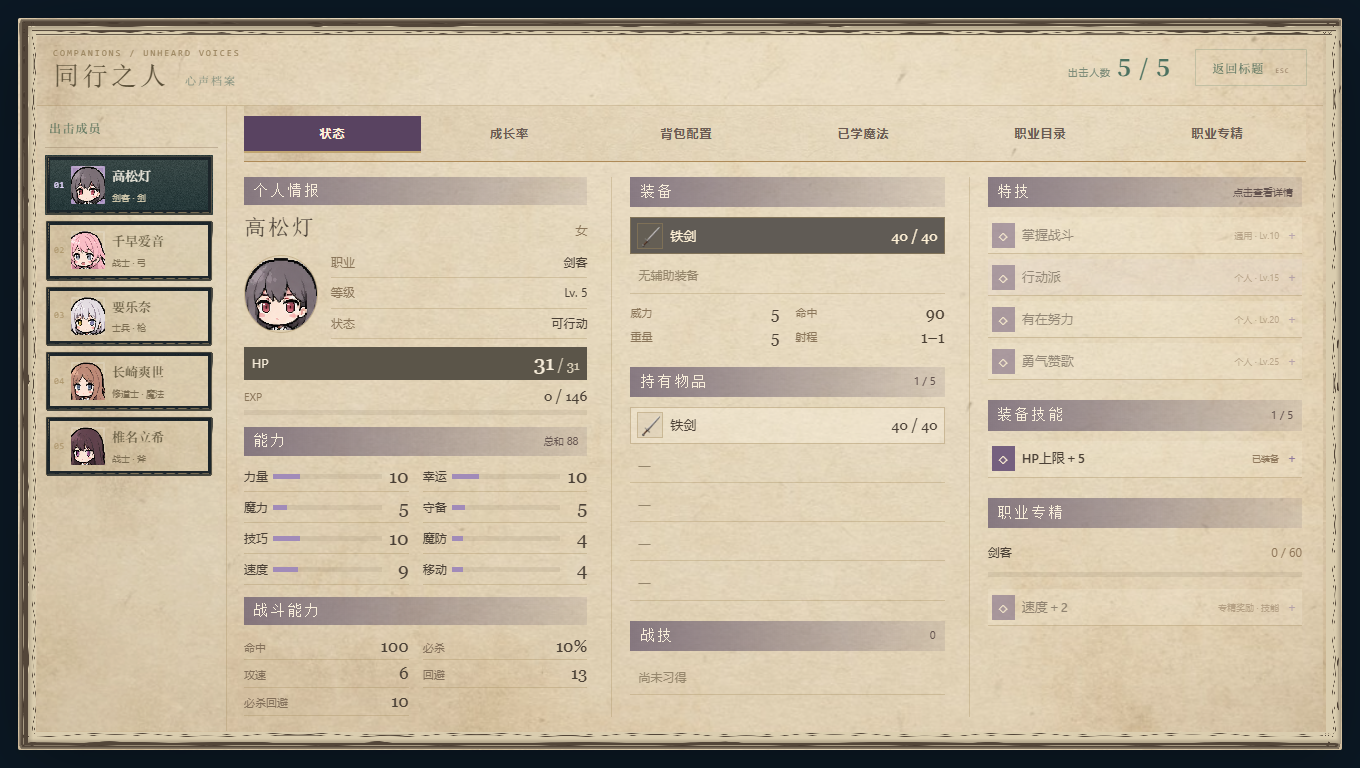 COMPANIONS / UNHEARD VOICES
同行之人 心声档案
出击人数 5 / 5
返回标题 ESC
出击成员
01 高松灯
剑客 · 剑
02 千早爱音
战士 · 弓
03 要乐奈
士兵 · 枪
04 长崎爽世
修道士 · 魔法
05 椎名立希
战士 · 斧
状态 成长率 背包配置 已学魔法 职业目录 职业专精
个人情报
高松灯 女
职业 剑客
等级 Lv. 5
状态 可行动
HP 31 / 31
EXP 0 / 146
能力 总和 88
力量 10 幸运 10
魔力 5 守备 5
技巧 10 魔防 4
速度 9 移动 4
战斗能力
命中 100 必杀 10%
攻速 6 回避 13
必杀回避 10
装备
铁剑 40 / 40
无辅助装备
威力 5 命中 90
重量 5 射程 1–1
持有物品 1 / 5
铁剑 40 / 40
—
—
—
—
战技 0
尚未习得
特技 点击查看详情
掌握战斗 通用 · Lv.10 +
行动派 个人 · Lv.15 +
有在努力 个人 · Lv.20 +
勇气赞歌 个人 · Lv.25 +
装备技能 1 / 5
HP上限 + 5 已装备 +
职业专精
剑客 0 / 60
速度 + 2 专精奖励 · 技能 +